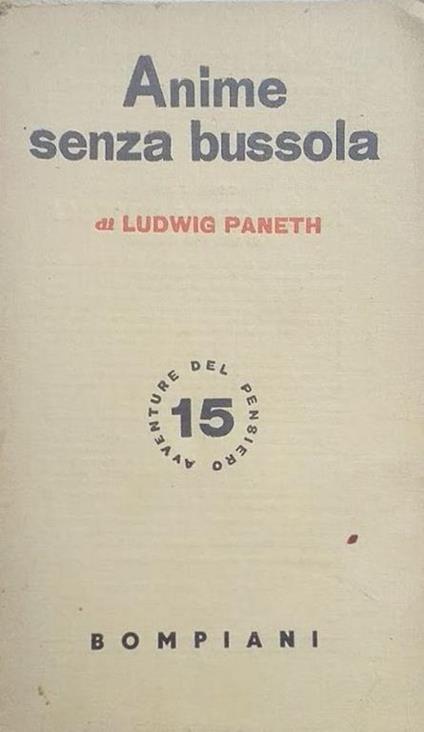 Anime
senza bussola
di LUDWIG PANETH
AVVENTURE DEL PENSIERO
15
BOMPIANI